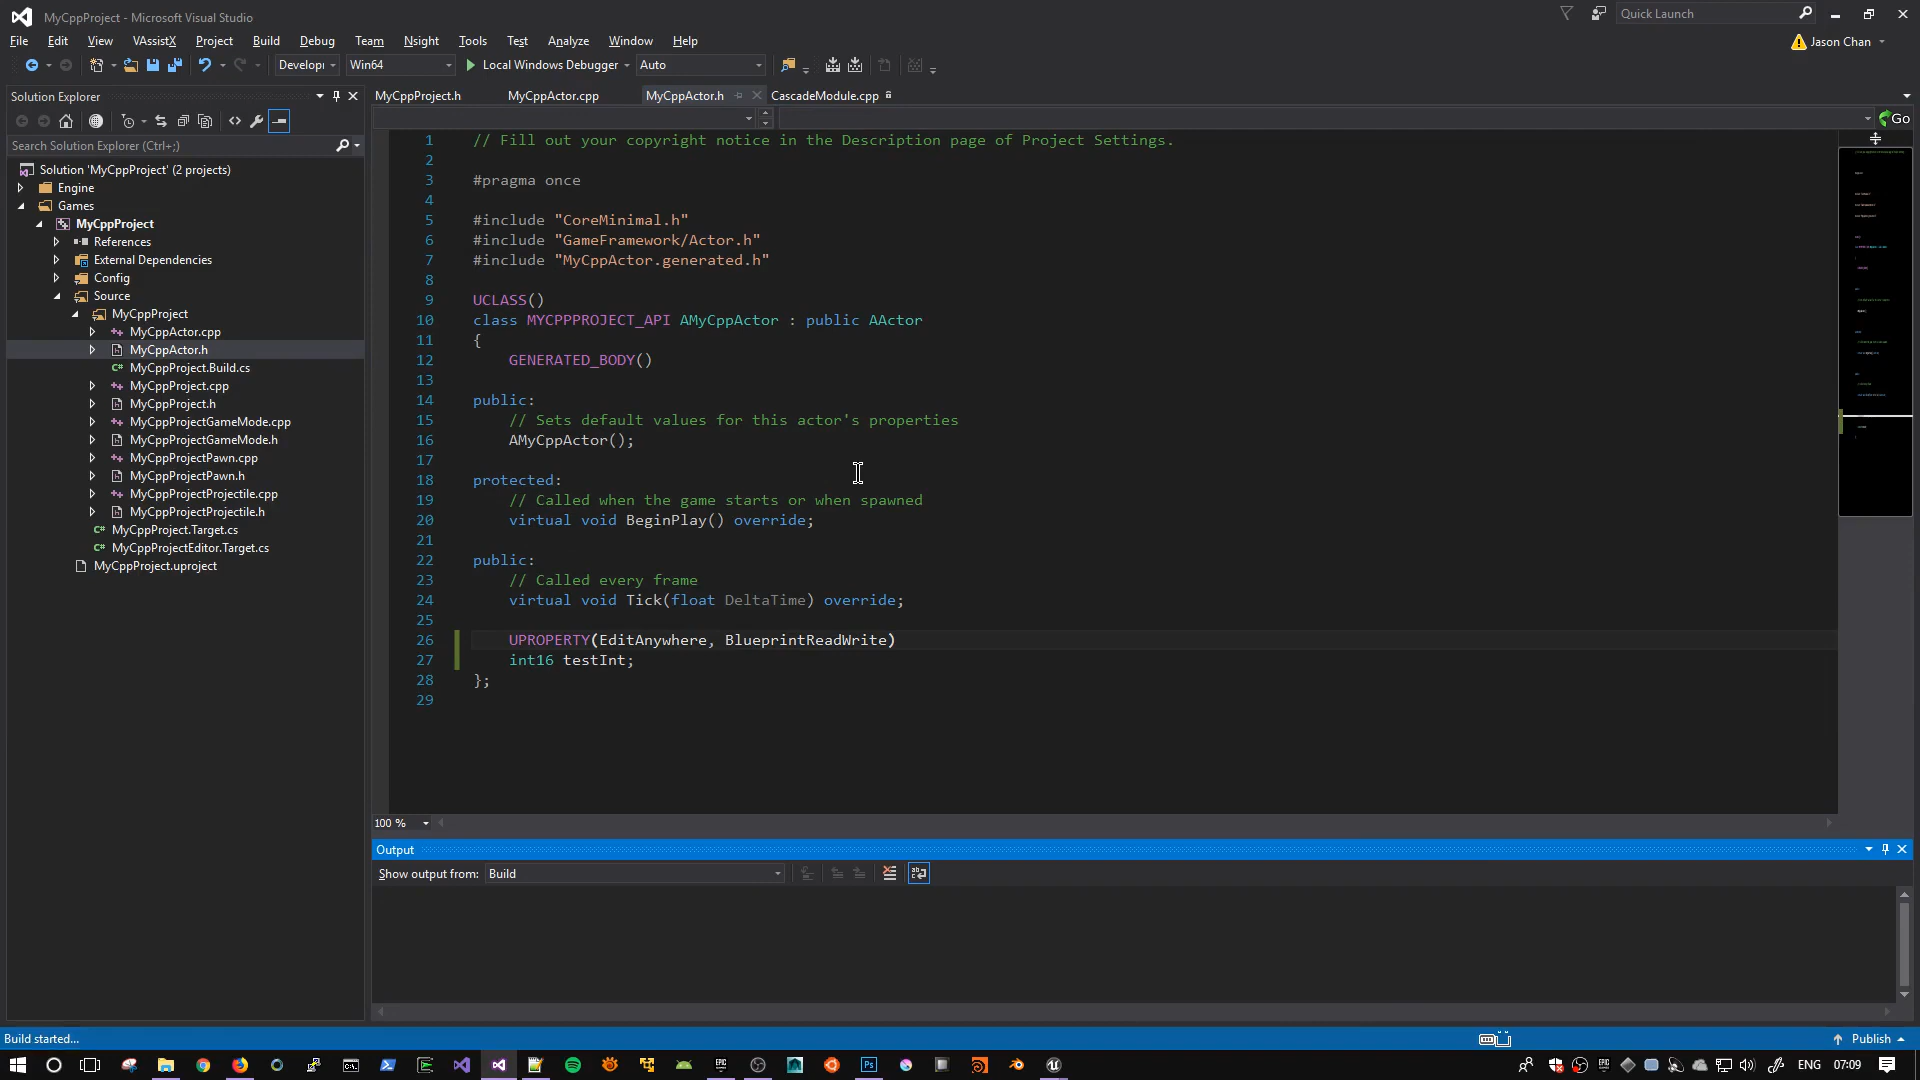 MyCppProject - Microsoft Visual Studio
Quick Launch
File Edit View VAssistX Project Build Debug Team Nsight Tools Test Analyze Window Help
Jason Chan
Develop Win64 Local Windows Debugger Auto
Solution Explorer
MyCppProject.h MyCppActor.cpp MyCppActor.h CascadeModule.cpp
Go
Search Solution Explorer (Ctrl+;)
Solution 'MyCppProject' (2 projects)
Engine
Games
MyCppProject
References
External Dependencies
Config
Source
MyCppProject
MyCppActor.cpp
MyCppActor.h
MyCppProject.Build.cs
MyCppProject.cpp
MyCppProject.h
MyCppProjectGameMode.cpp
MyCppProjectGameMode.h
MyCppProjectPawn.cpp
MyCppProjectPawn.h
MyCppProjectProjectile.cpp
MyCppProjectProjectile.h
MyCppProject.Target.cs
MyCppProjectEditor.Target.cs
MyCppProject.uproject
1 // Fill out your copyright notice in the Description page of Project Settings.
2
3 #pragma once
4
5 #include "CoreMinimal.h"
6 #include "GameFramework/Actor.h"
7 #include "MyCppActor.generated.h"
8
9 UCLASS()
10 class MYCPPPROJECT_API AMyCppActor : public AActor
11 {
12 GENERATED_BODY()
13
14 public:
15 // Sets default values for this actor's properties
16 AMyCppActor();
17
18 protected:
19 // Called when the game starts or when spawned
20 virtual void BeginPlay() override;
21
22 public:
23 // Called every frame
24 virtual void Tick(float DeltaTime) override;
25
26 UPROPERTY(EditAnywhere, BlueprintReadWrite)
27 int16 testInt;
28 };
29
100 %
Output
Show output from: Build
Build started...
Publish
ENG 07:09